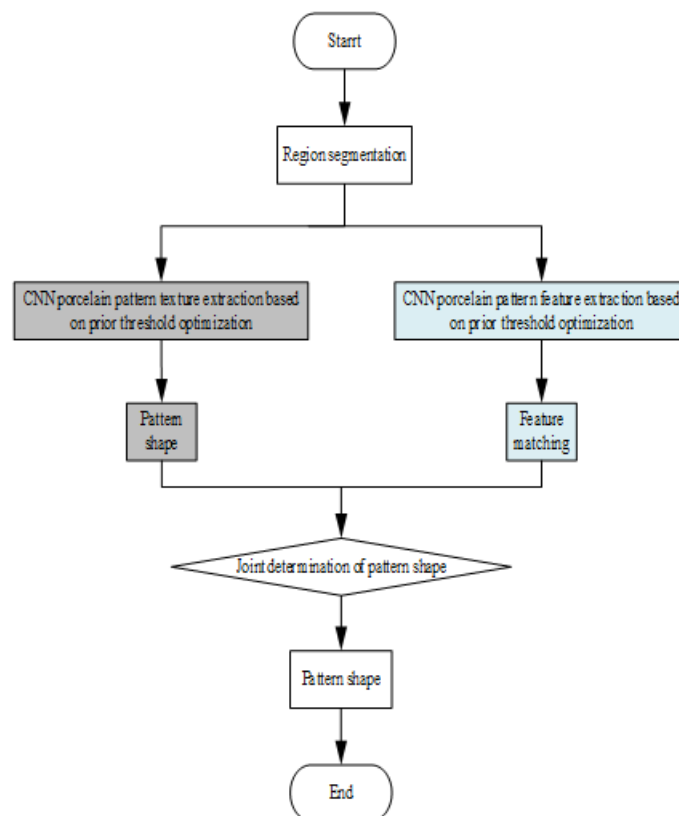 Starrt
Region segmentation
CNN porcelain pattern texture extraction based
on prior threshold optimization
CNN porcelain pattern feature extraction based
on prior threshold optimization
Pattern
shape
Feature
matching
Joint determination of pattern shape
Pattern shape
End